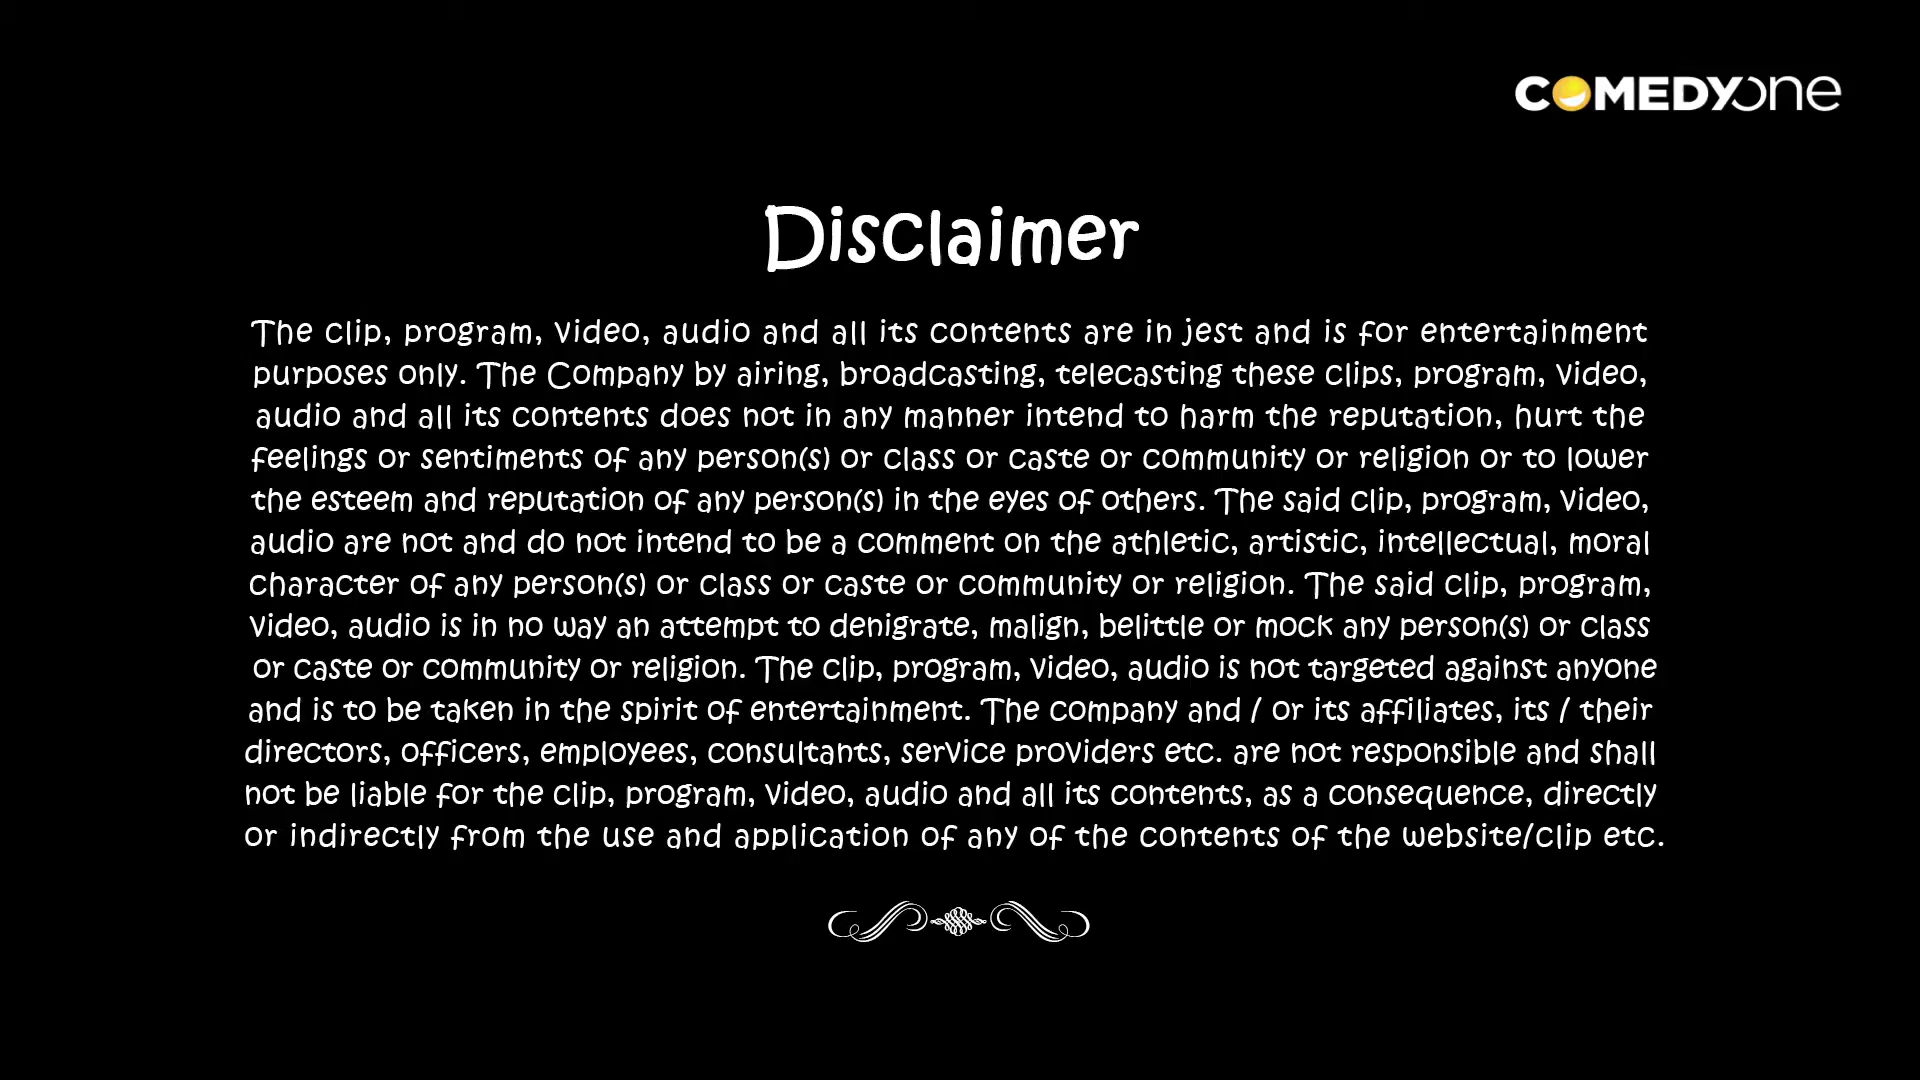 COMEDYONE
Disclaimer
The clip, program, video, audio and all its contents are in jest and is for entertainment
purposes only. The Company by airing, broadcasting, telecasting these clips, program, video,
audio and all its contents does not in any manner intend to harm the reputation, hurt the
feelings or sentiments of any person(s) or class or caste or community or religion or to lower
the esteem and reputation of any person(s) in the eyes of others. The said clip, program, video,
audio are not and do not intend to be a comment on the athletic, artistic, intellectual, moral
character of any person(s) or class or caste or community or religion. The said clip, program,
video, audio is in no way an attempt to denigrate, malign, belittle or mock any person(s) or class
or caste or community or religion. The clip, program, video, audio is not targeted against anyone
and is to be taken in the spirit of entertainment. The company and / or its affiliates, its / their
directors, officers, employees, consultants, service providers etc. are not responsible and shall
not be liable for the clip, program, video, audio and all its contents, as a consequence, directly
or indirectly from the use and application of any of the contents of the website/clip etc.